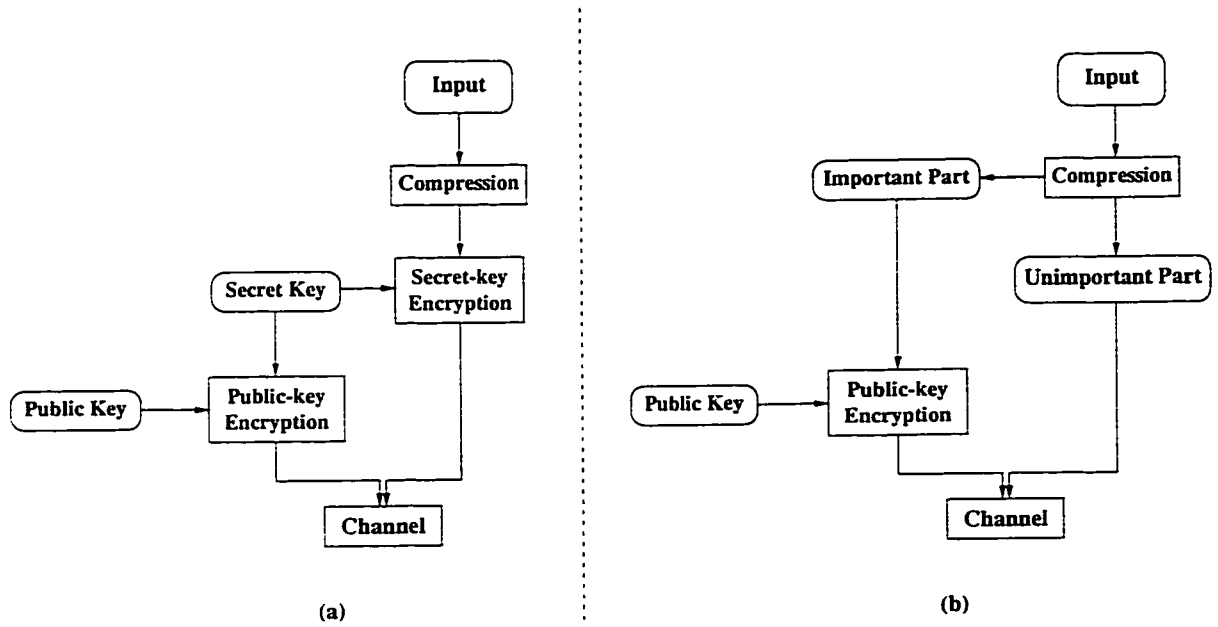 Input
Compression
Secret Key
Secret-key
Encryption
Public Key
Public-key
Encryption
Channel
(a)
Input
Important Part
Compression
Unimportant Part
Public Key
Public-key
Encryption
Channel
(b)